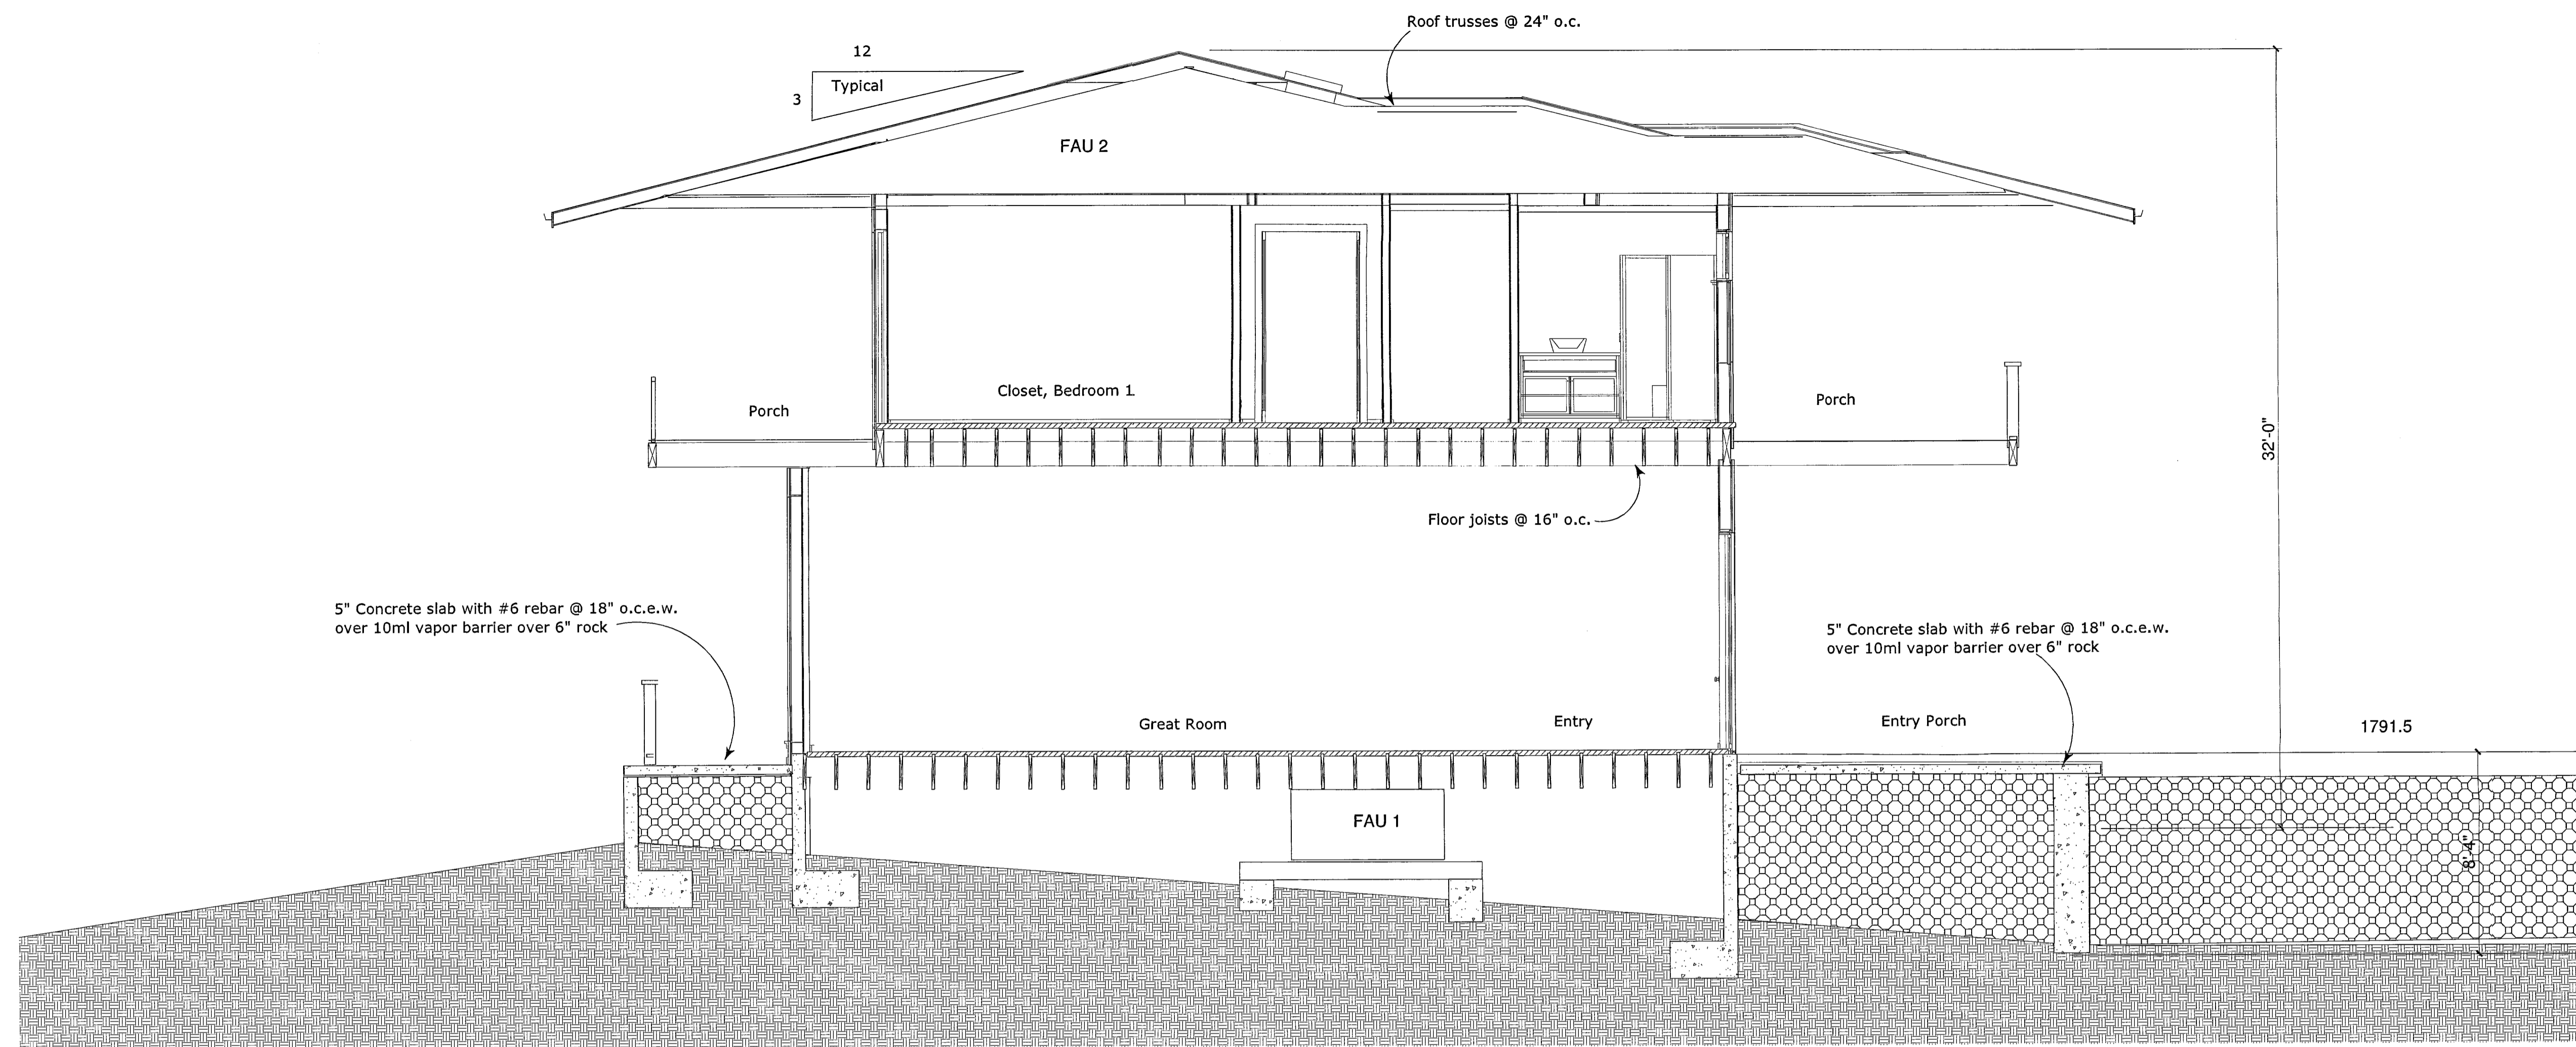 Roof trusses @ 24" o.c.
12
Typical
3
FAU 2
Closet, Bedroom 1
Porch
Porch
32'-0"
Floor joists @ 16" o.c.
5" Concrete slab with #6 rebar @ 18" o.c.e.w.
over 10ml vapor barrier over 6" rock
5" Concrete slab with #6 rebar @ 18" o.c.e.w.
over 10ml vapor barrier over 6" rock
Great Room
Entry
Entry Porch
1791.5
FAU 1
8'-4"